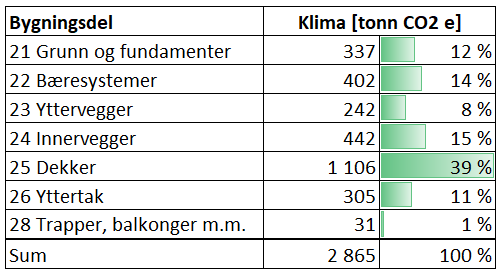 Bygningsdel Klima [tonn CO2 e]
21 Grunn og fundamenter 337 12 %
22 Bæresystemer 402 14 %
23 Yttervegger 242 8 %
24 Innervegger 442 15 %
25 Dekker 1 106 39 %
26 Yttertak 305 11 %
28 Trapper, balkonger m.m. 31 1 %
Sum 2 865 100 %